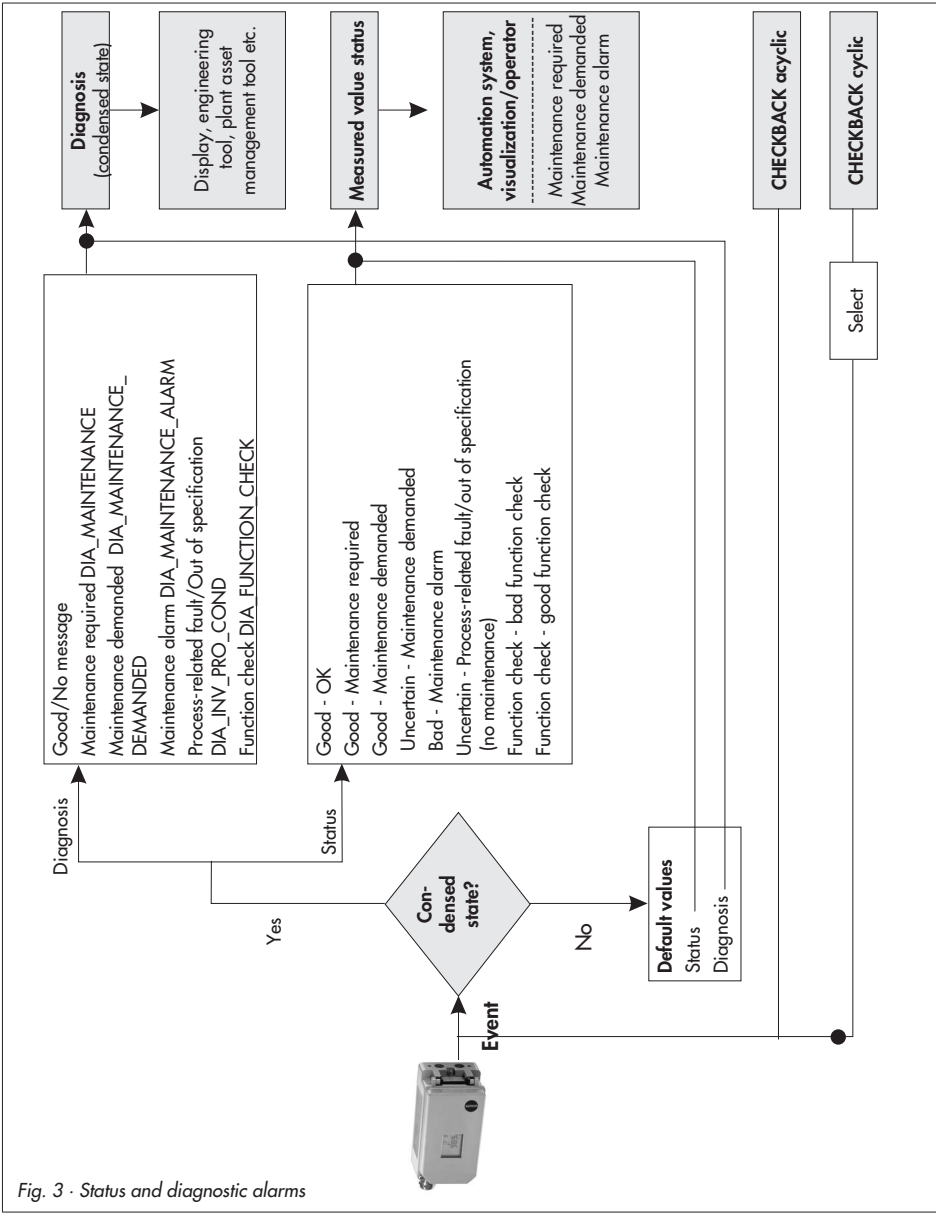 Diagnosis
(condensed state)
Display, engineering
tool, plant asset
management tool etc.
Measured value status
Automation system,
visualization/operator
Maintenance required
Maintenance demanded
Maintenance alarm
CHECKBACK acyclic
CHECKBACK cyclic
Good/No message
Maintenance required DIA_MAINTENANCE
Maintenance demanded DIA_MAINTENANCE_
DEMANDED
Maintenance alarm DIA_MAINTENANCE_ALARM
Process-related fault/Out of specification
DIA_INV_PRO_COND
Function check DIA_FUNCTION_CHECK
Good - OK
Good - Maintenance required
Good - Maintenance demanded
Uncertain - Maintenance demanded
Bad - Maintenance alarm
Uncertain - Process-related fault/out of specification
(no maintenance)
Function check - bad function check
Function check - good function check
Select
Diagnosis
Status
Yes
Con-
densed
state?
No
Default values
Status
Diagnosis
Event
Fig. 3 · Status and diagnostic alarms